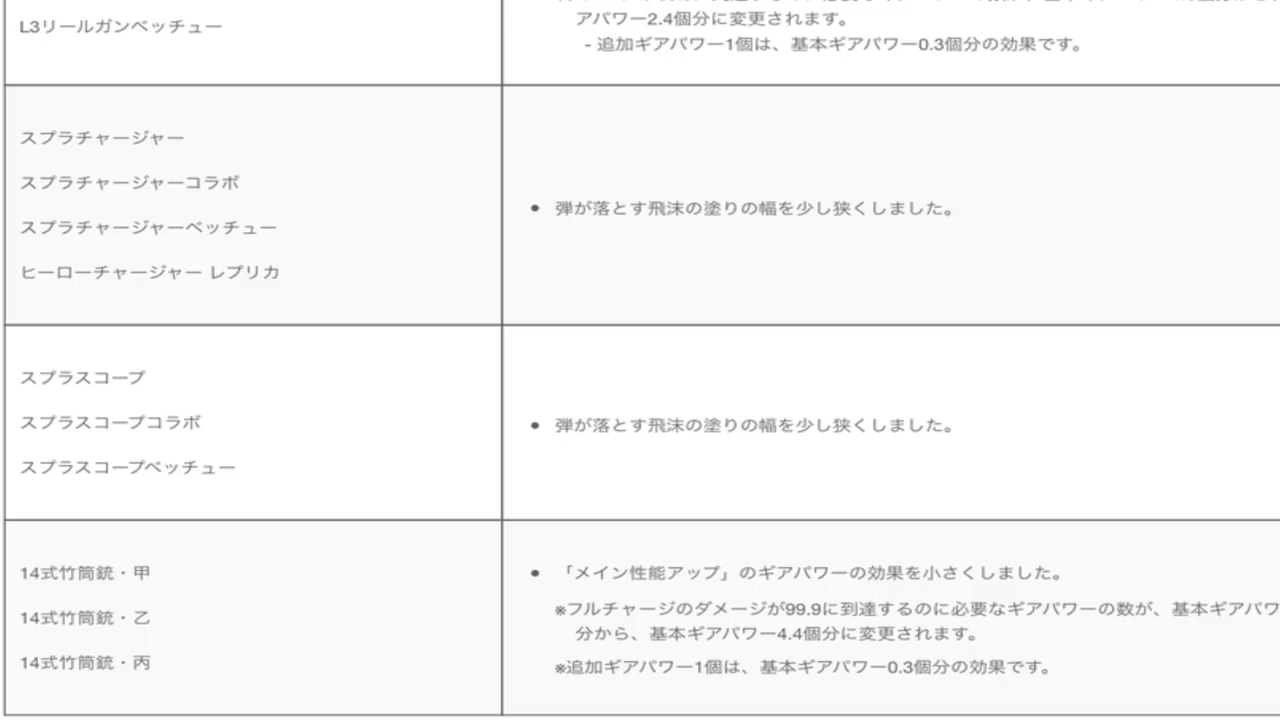 L3リールガンベッチュー
アパワー2.4個分に変更されます。
- 追加ギアパワー1個は、基本ギアパワー0.3個分の効果です。
スプラチャージャー
スプラチャージャーコラボ
スプラチャージャーベッチュー
ヒーローチャージャー レプリカ
• 弾が落とす飛沫の塗りの幅を少し狭くしました。
スプラスコープ
スプラスコープコラボ
スプラスコープベッチュー
• 弾が落とす飛沫の塗りの幅を少し狭くしました。
14式竹筒銃・甲
14式竹筒銃・乙
14式竹筒銃・丙
• 「メイン性能アップ」のギアパワーの効果を小さくしました。
※フルチャージのダメージが99.9に到達するのに必要なギアパワーの数が、基本ギアパワ
分から、基本ギアパワー4.4個分に変更されます。
※追加ギアパワー1個は、基本ギアパワー0.3個分の効果です。